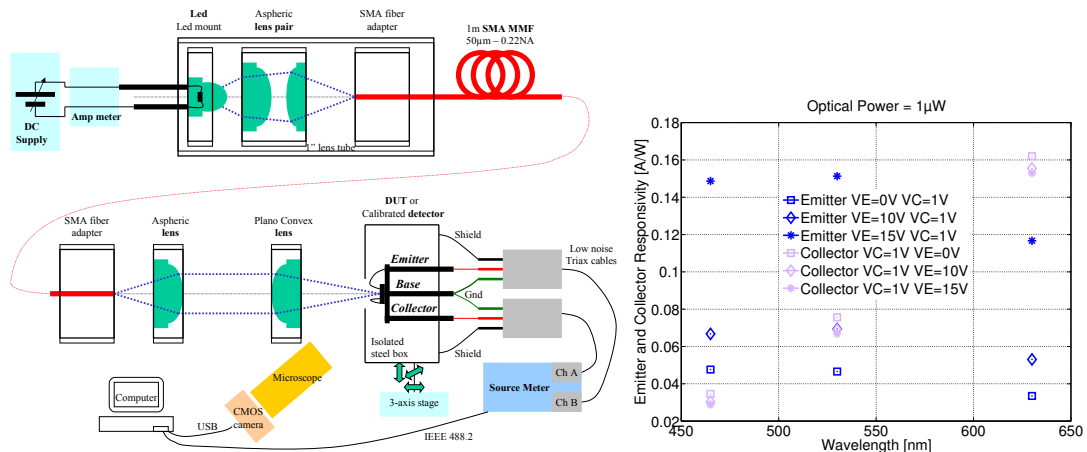 Led
Led mount
Aspheric
lens pair
SMA fiber
adapter
1m SMA MMF
50µm – 0.22NA
DC
Supply
Amp meter
1" lens tube
SMA fiber
adapter
Aspheric
lens
Plano Convex
lens
DUT or
Calibrated detector
Shield
Low noise
Triax cables
Emitter
Base
Gnd
Collector
Isolated
steel box
Shield
3-axis stage
Source Meter
Ch A
Ch B
Microscope
CMOS
camera
Computer
USB
IEEE 488.2
Optical Power = 1µW
Emitter and Collector Responsivity [A/W]
0.18
0.16
0.14
0.12
0.1
0.08
0.06
0.04
0.02
Emitter VE=0V VC=1V
Emitter VE=10V VC=1V
Emitter VE=15V VC=1V
Collector VC=1V VE=0V
Collector VC=1V VE=10V
Collector VC=1V VE=15V
450 500 550 600 650
Wavelength [nm]